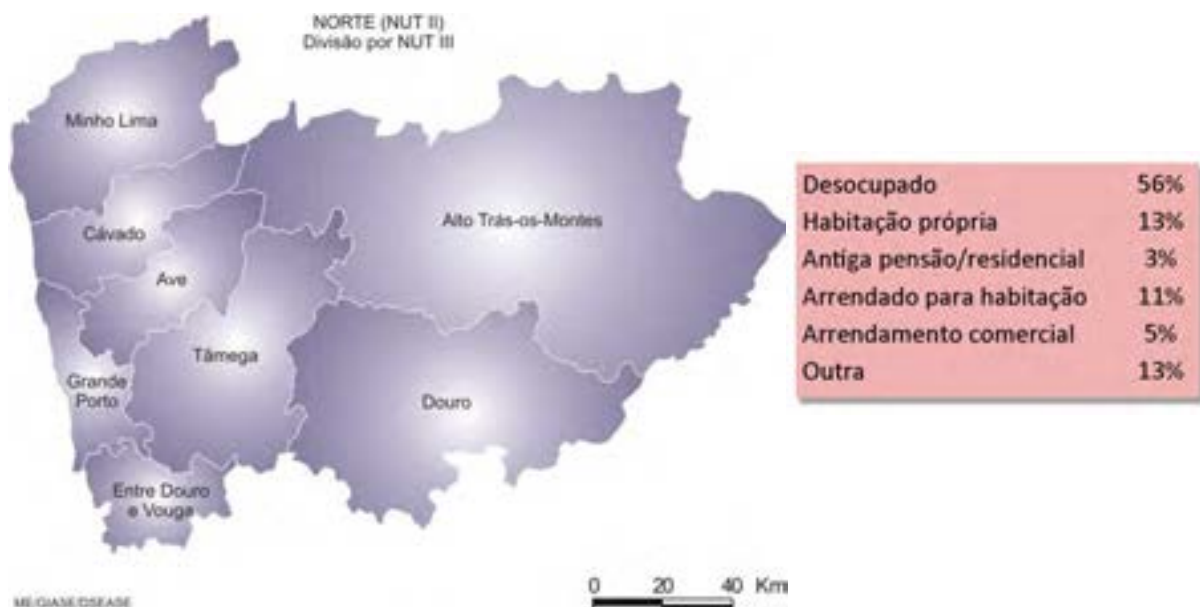 NORTE (NUT II)
Divisão por NUT III
Minho Lima
Cávado
Ave
Alto Trás-os-Montes
Tâmega
Grande
Porto
Douro
Entre Douro
e Vouga
0 20 40 Km
Desocupado 56%
Habitação própria 13%
Antiga pensão/residencial 3%
Arrendado para habitação 11%
Arrendamento comercial 5%
Outra 13%